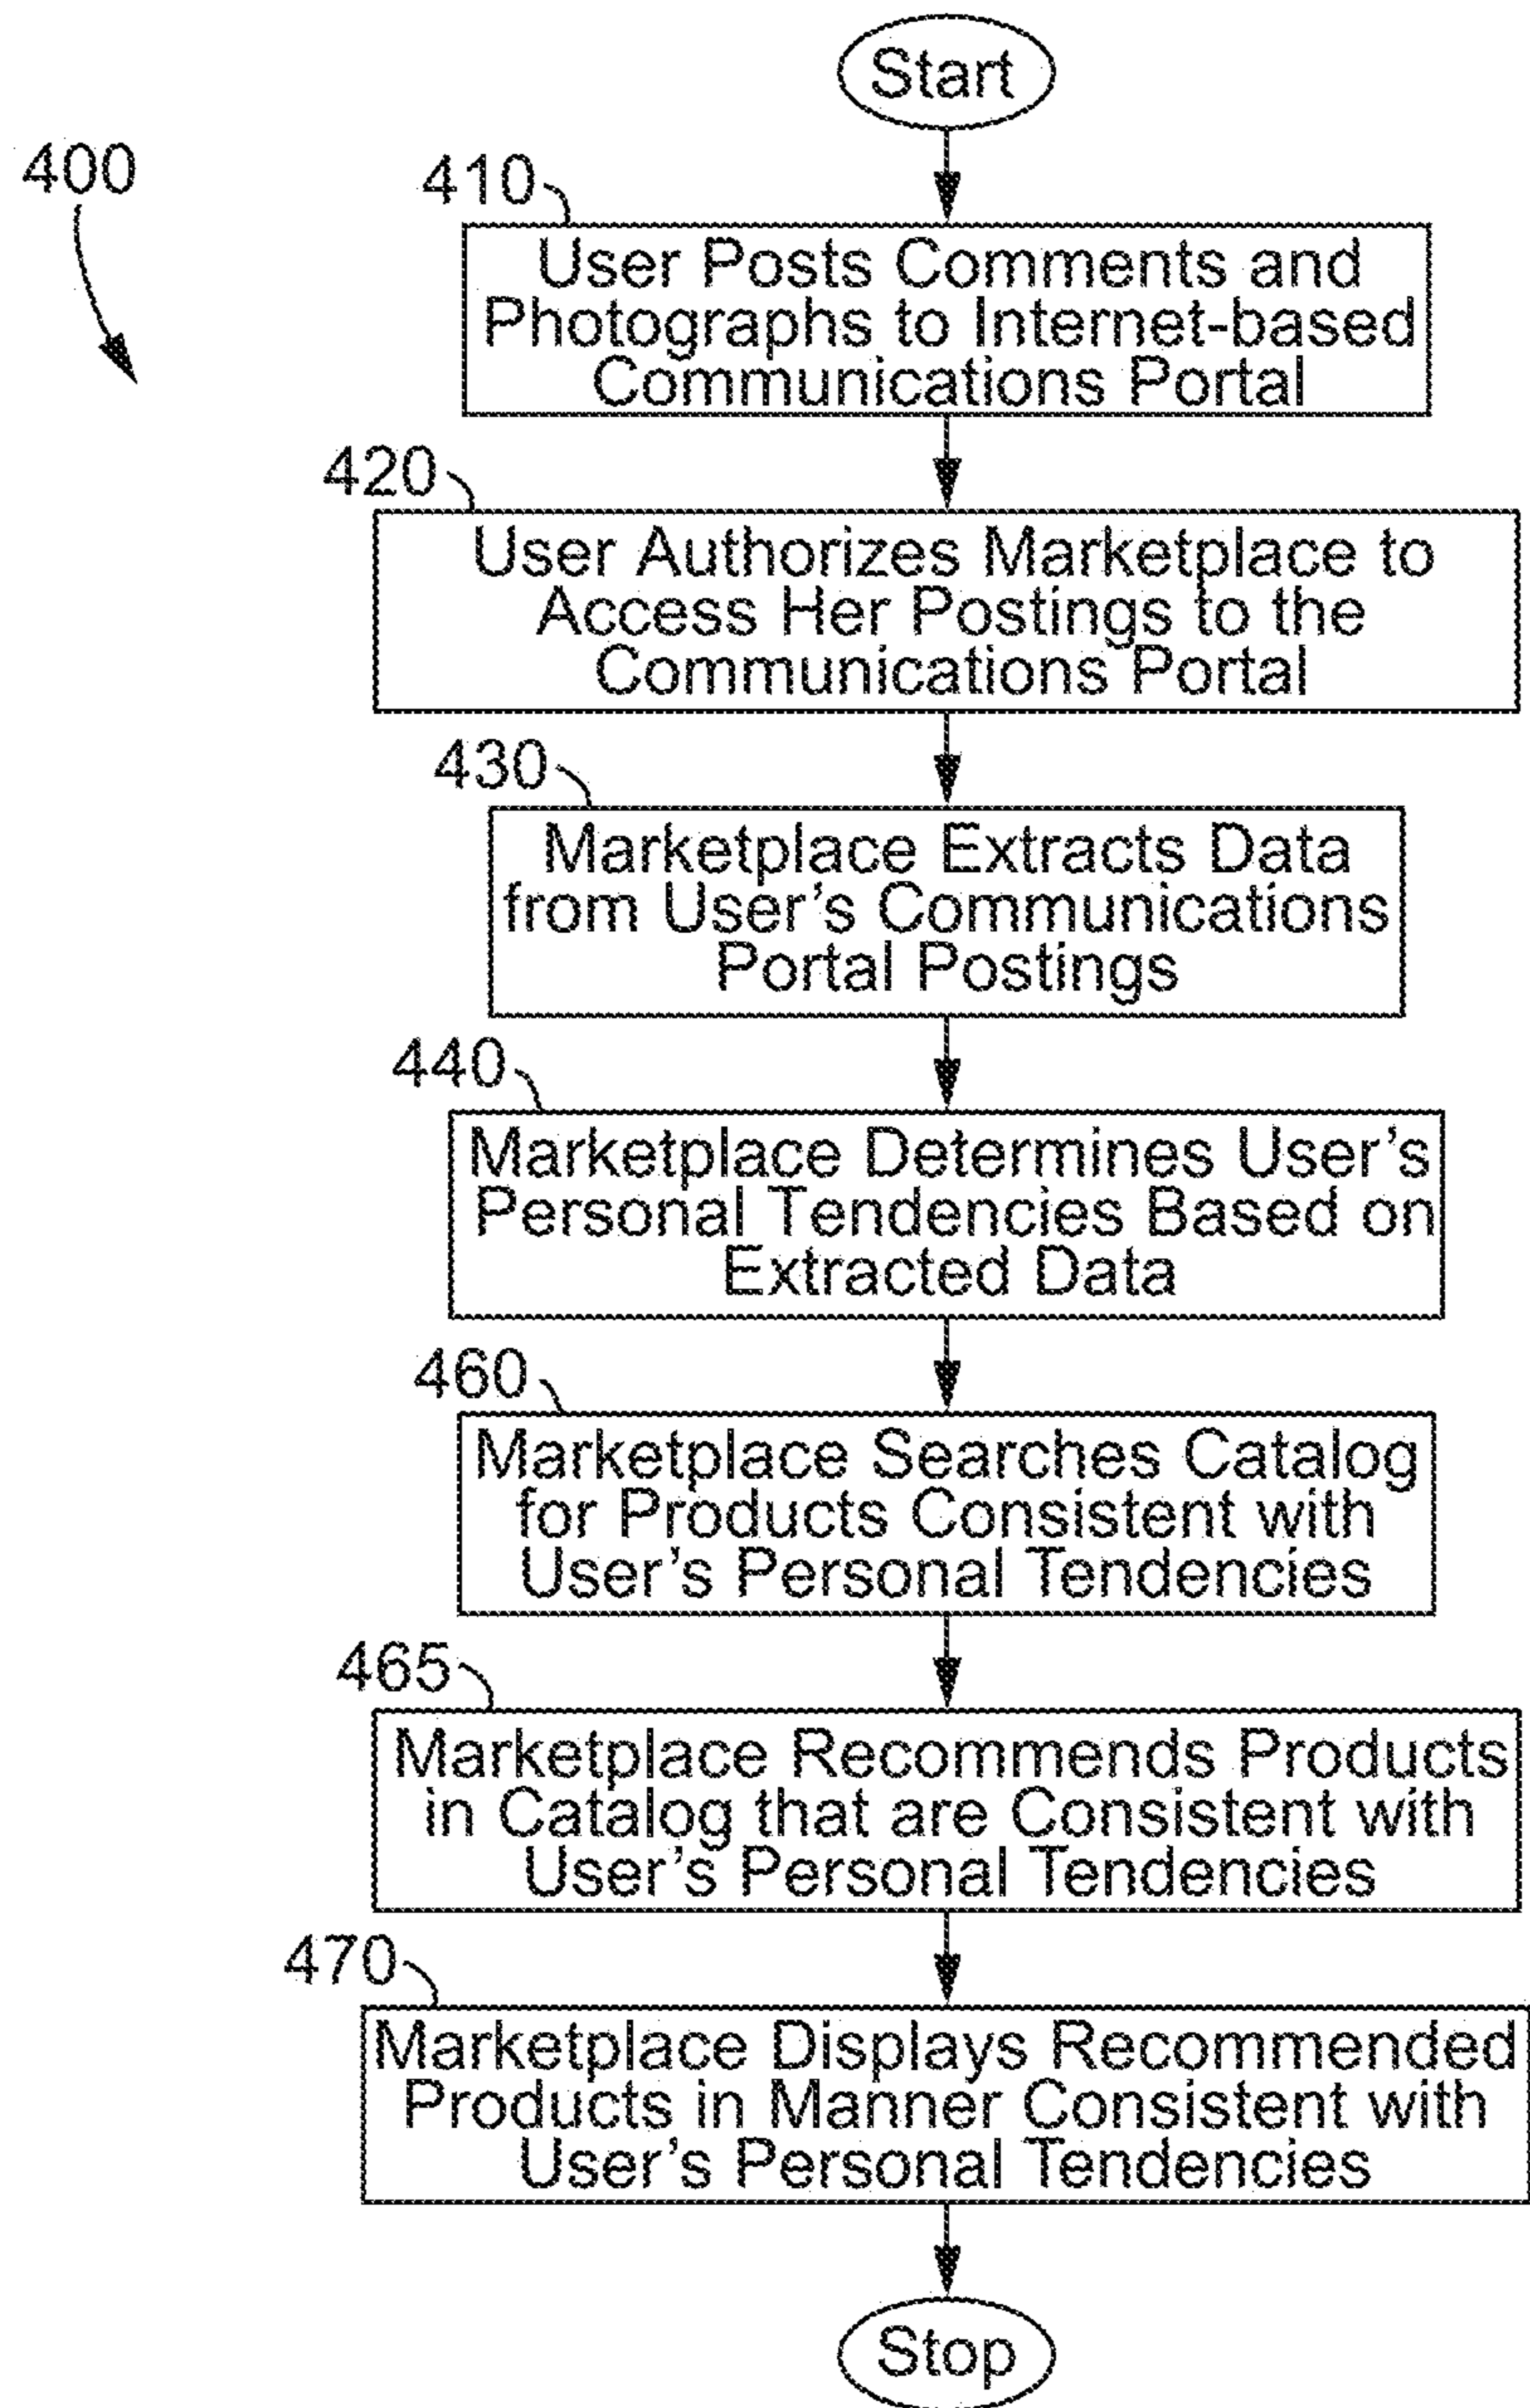 Start
400
410
User Posts Comments and
Photographs to Internet-based
Communications Portal
420
User Authorizes Marketplace to
Access Her Postings to the
Communications Portal
430
Marketplace Extracts Data
from User's Communications
Portal Postings
440
Marketplace Determines User's
Personal Tendencies Based on
Extracted Data
460
Marketplace Searches Catalog
for Products Consistent with
User's Personal Tendencies
465
Marketplace Recommends Products
in Catalog that are Consistent with
User's Personal Tendencies
470
Marketplace Displays Recommended
Products in Manner Consistent with
User's Personal Tendencies
Stop